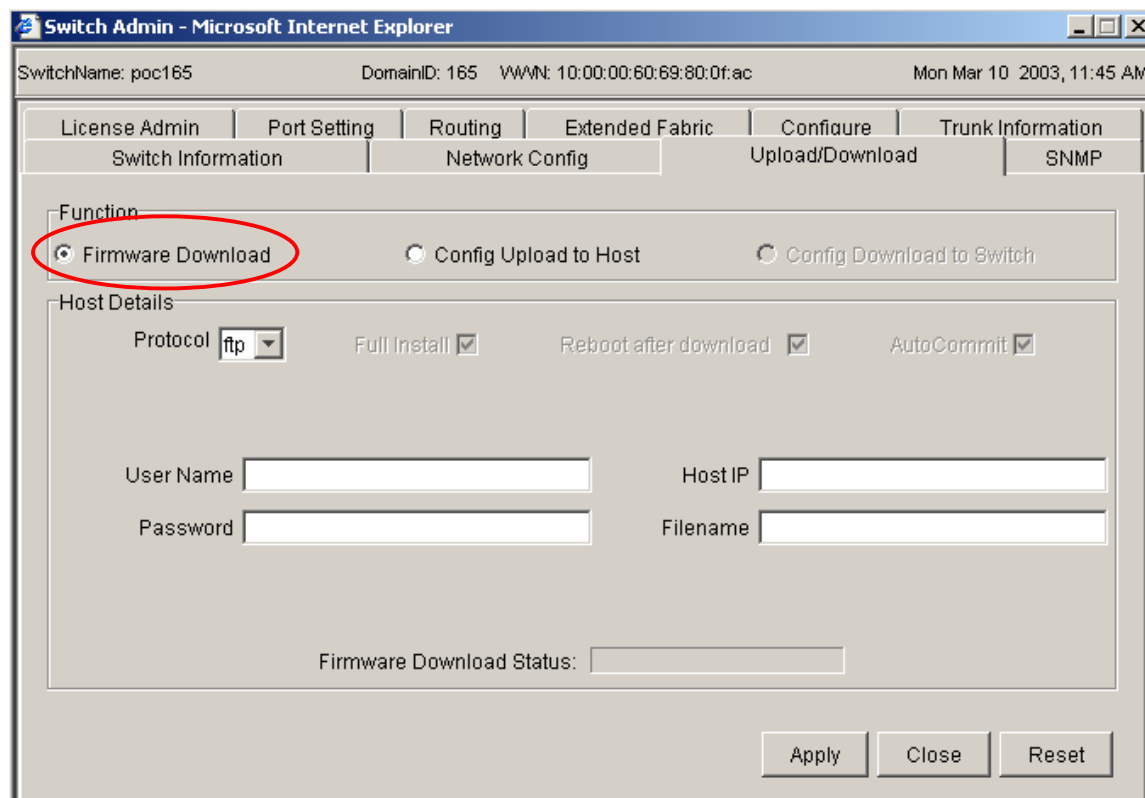 Switch Admin - Microsoft Internet Explorer
SwitchName: poc165 DomainID: 165 WWN: 10:00:00:60:69:80:0f:ac Mon Mar 10 2003, 11:45 AM
License Admin Port Setting Routing Extended Fabric Configure Trunk Information
Switch Information Network Config Upload/Download SNMP
Function
Firmware Download Config Upload to Host Config Download to Switch
Host Details
Protocol ftp Full Install Reboot after download AutoCommit
User Name Host IP
Password Filename
Firmware Download Status:
Apply Close Reset